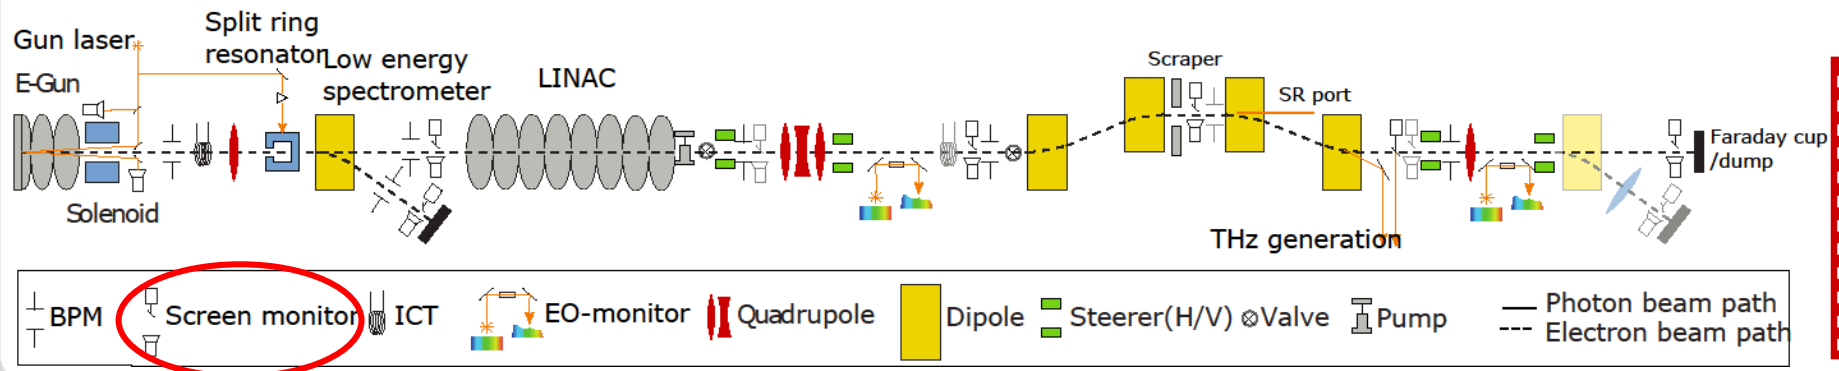 Gun laser
Split ring
resonator
E-Gun
Low energy
spectrometer
LINAC
Scraper
SR port
Faraday cup
/dump
Solenoid
THz generation
BPM
Screen monitor
ICT
EO-monitor
Quadrupole
Dipole
Steerer(H/V)
Valve
Pump
Photon beam path
Electron beam path